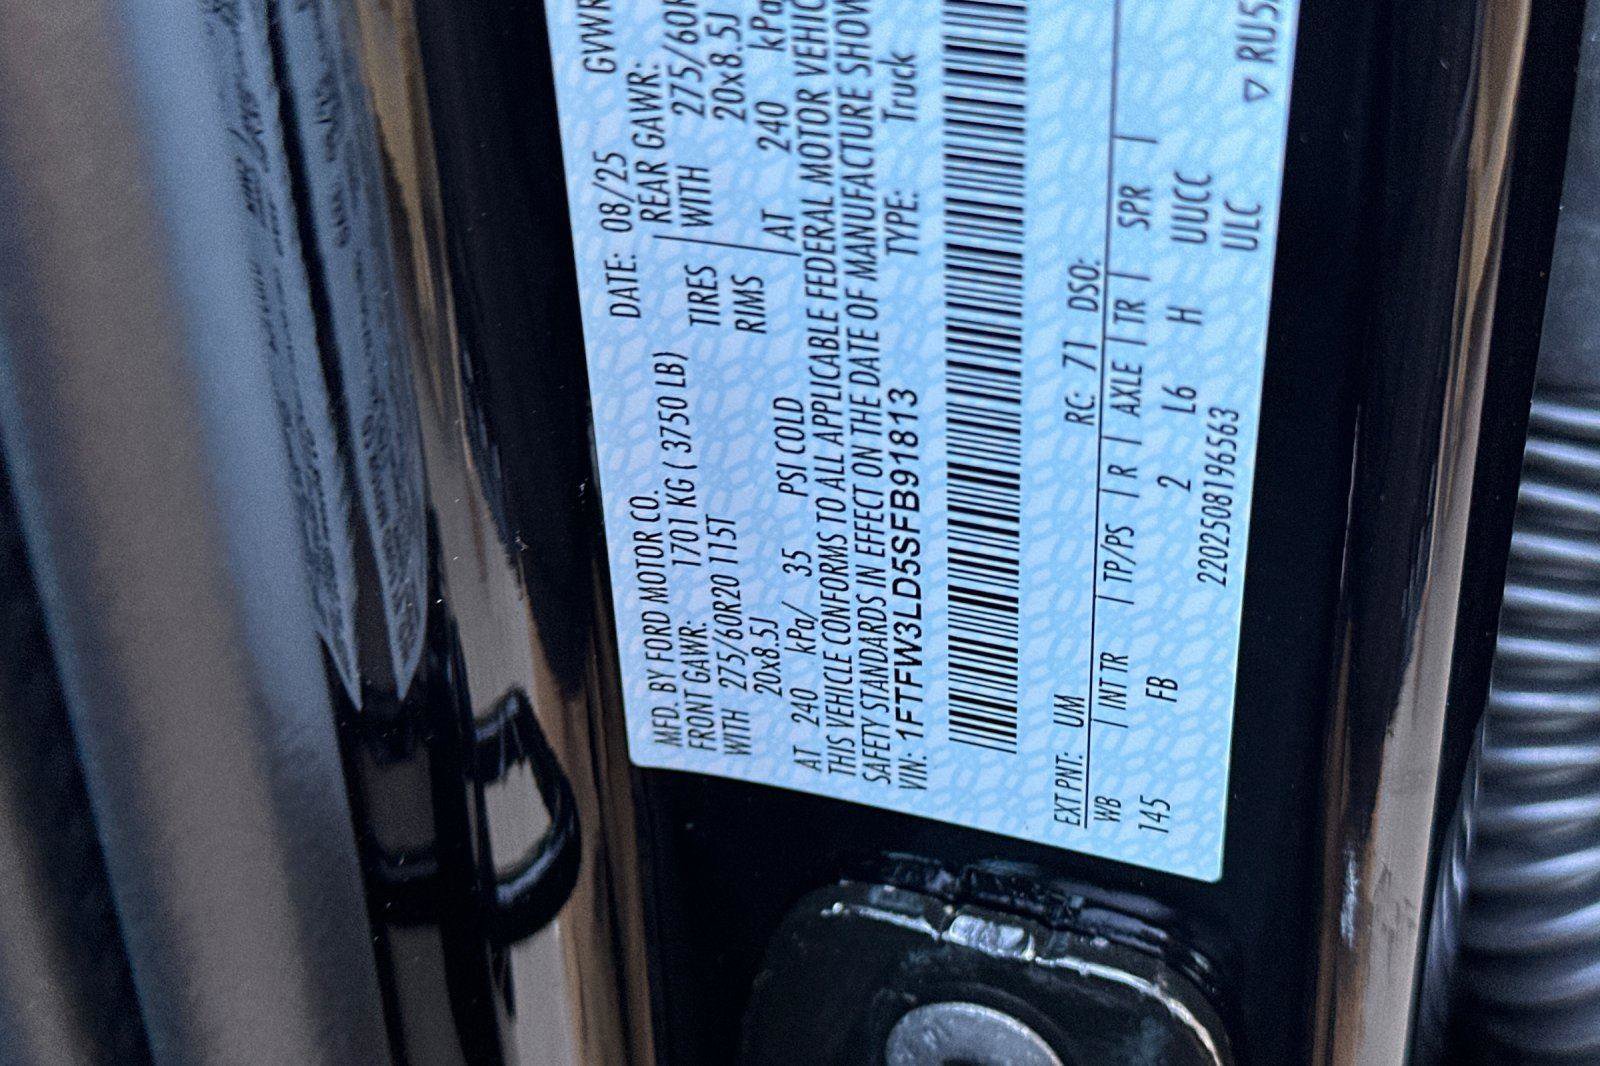 MFD. BY FORD MOTOR CO. DATE: 08/25 GVWR
FRONT GAWR: 1701 KG ( 3750 LB) REAR GAWR:
WITH 275/60R20 115T TIRES WITH 275/60R
20x8.5J RIMS 20x8.5J
AT 240 kPa/ 35 PSI COLD AT 240 kPa
THIS VEHICLE CONFORMS TO ALL APPLICABLE FEDERAL MOTOR VEHIC
SAFETY STANDARDS IN EFFECT ON THE DATE OF MANUFACTURE SHOW
VIN: 1FTFW3LD5SFB91813 TYPE: Truck
EXT PNT: UM RC: 71 DSO:
WB | INT TR | TP/PS | R | AXLE | TR | SPR |
145 FB 2 L6 H UUCC
2202508196563 ULC
▽ RU5